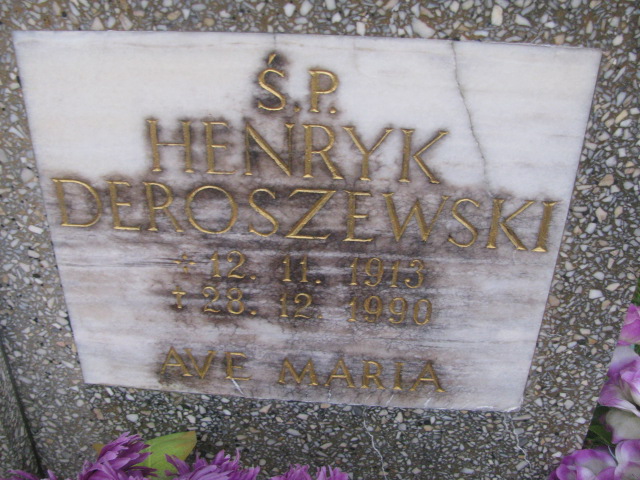 Ś.P.
HENRYK
DEROSZEWSKI
* 12. 11. 1913
† 28. 12. 1990
AVE MARIA